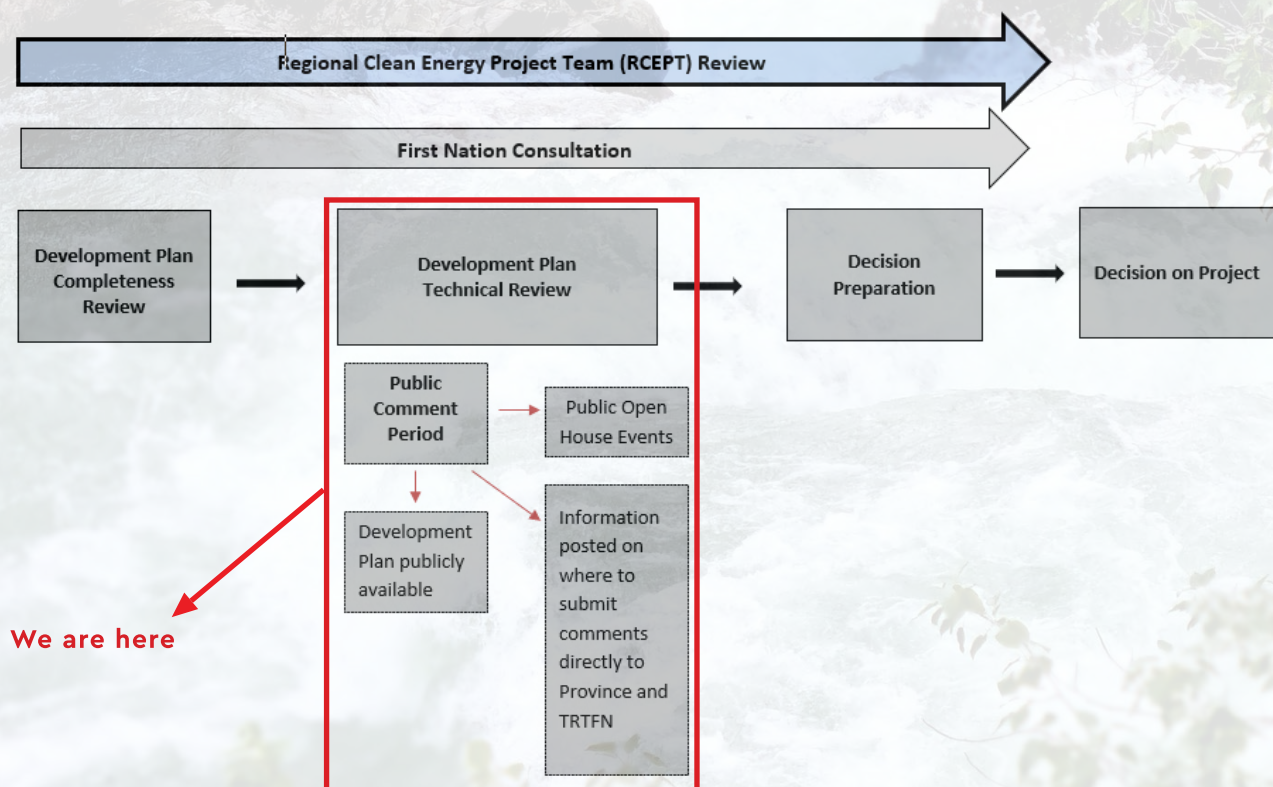 Regional Clean Energy Project Team (RCEPT) Review
First Nation Consultation
Development Plan
Completeness
Review
Development Plan
Technical Review
Decision
Preparation
Decision on Project
Public
Comment
Period
Public Open
House Events
Development
Plan publicly
available
Information
posted on
where to
submit
comments
directly to
Province and
TRTFN
We are here